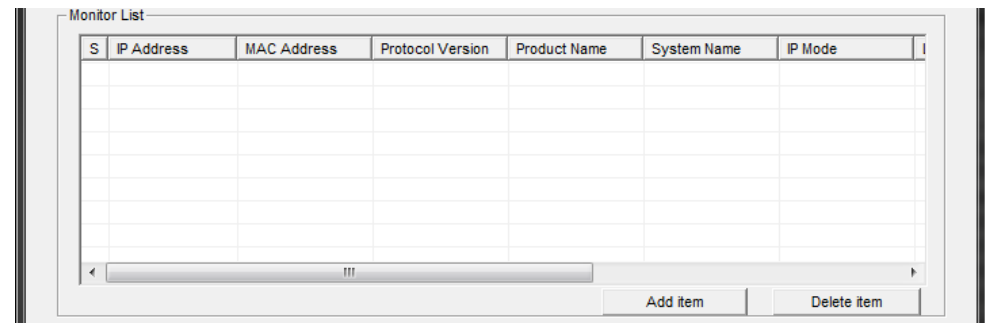 Monitor List
S IP Address MAC Address Protocol Version Product Name System Name IP Mode
Add item Delete item